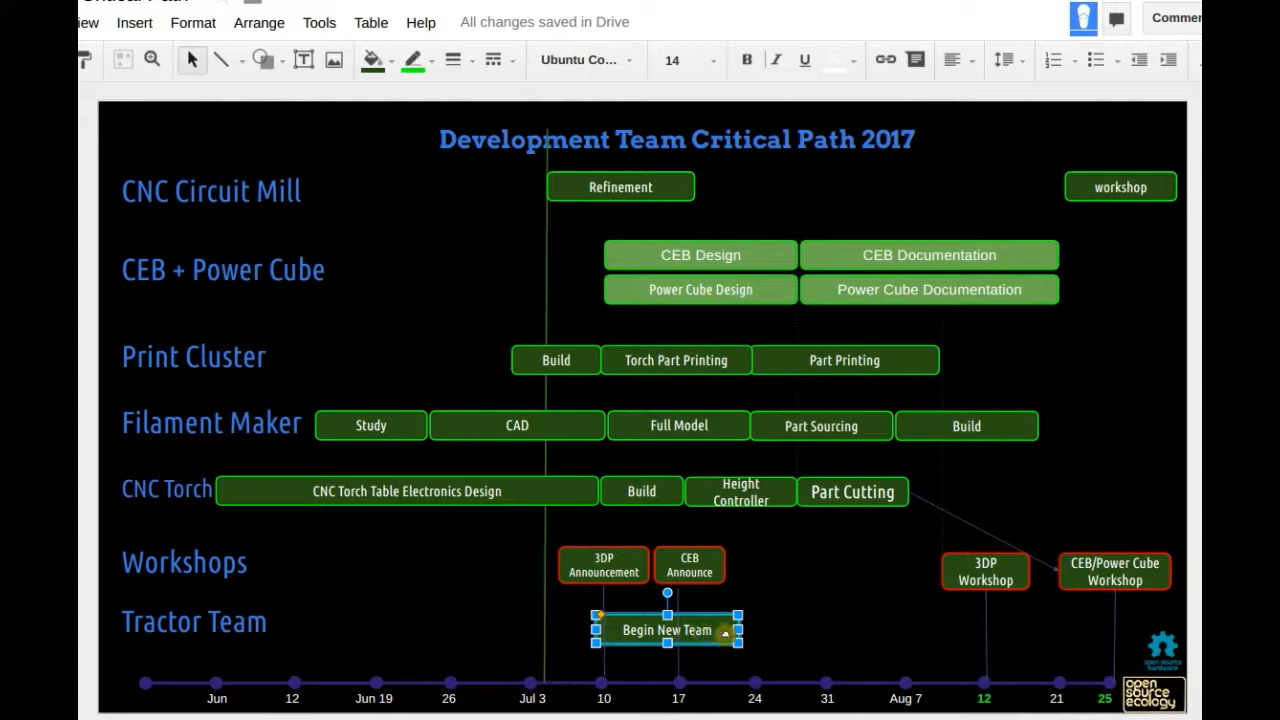 Insert Format Arrange Tools Table Help All changes saved in Drive
Ubuntu Co... 14 B I U
Development Team Critical Path 2017
CNC Circuit Mill
Refinement
workshop
CEB + Power Cube
CEB Design
CEB Documentation
Power Cube Design
Power Cube Documentation
Print Cluster
Build
Torch Part Printing
Part Printing
Filament Maker
Study
CAD
Full Model
Part Sourcing
Build
CNC Torch
CNC Torch Table Electronics Design
Build
Height
Controller
Part Cutting
Workshops
3DP
Announcement
CEB
Announce
3DP
Workshop
CEB/Power Cube
Workshop
Tractor Team
Begin New Team
open source
hardware
Jun 12 Jun 19 26 Jul 3 10 17 24 31 Aug 7 12 21 25
open
source
ecology